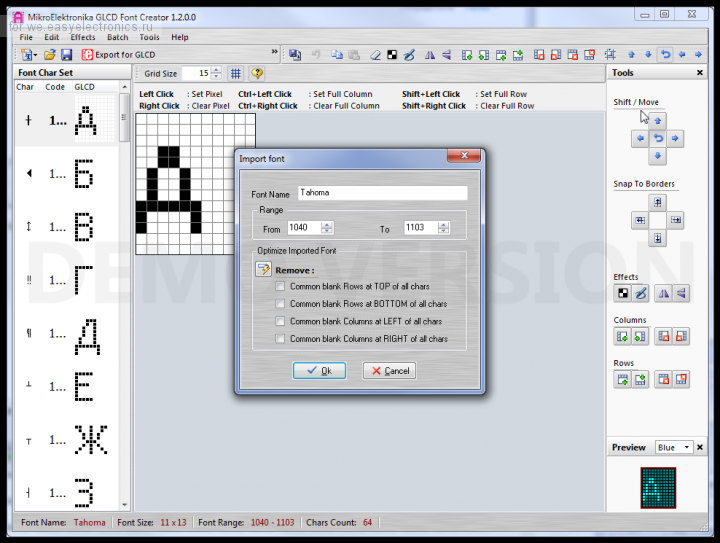 MikroElektronika GLCD Font Creator 1.2.0.0
for we.easyelectronics.ru
File Edit Effects Batch Tools Help
Export for GLCD
Font Char Set
Char Code GLCD
1...
1...
1...
1...
1...
1...
1...
1...
Grid Size 15
Left Click : Set Pixel Ctrl+Left Click : Set Full Column Shift+Left Click : Set Full Row
Right Click : Clear Pixel Ctrl+Right Click : Clear Full Column Shift+Right Click : Clear Full Row
DEMO VERSION
Import font
Font Name Tahoma
Range
From 1040 To 1103
Optimize Imported Font
Remove :
Common blank Rows at TOP of all chars
Common blank Rows at BOTTOM of all chars
Common blank Columns at LEFT of all chars
Common blank Columns at RIGHT of all chars
Ok Cancel
Tools
Shift / Move
Snap To Borders
Effects
Columns
Rows
Preview Blue
Font Name: Tahoma Font Size: 11 x 13 Font Range: 1040 - 1103 Chars Count: 64